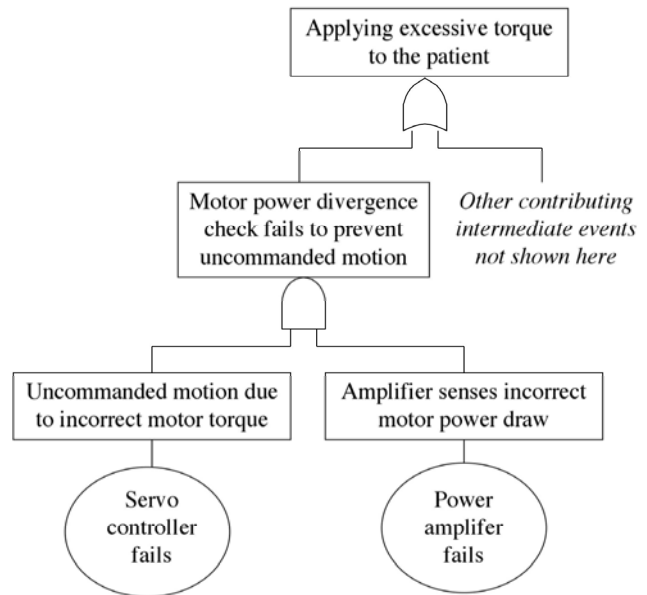 Applying excessive torque
to the patient
Motor power divergence
check fails to prevent
uncommanded motion
Other contributing
intermediate events
not shown here
Uncommanded motion due
to incorrect motor torque
Amplifier senses incorrect
motor power draw
Servo
controller
fails
Power
amplifer
fails